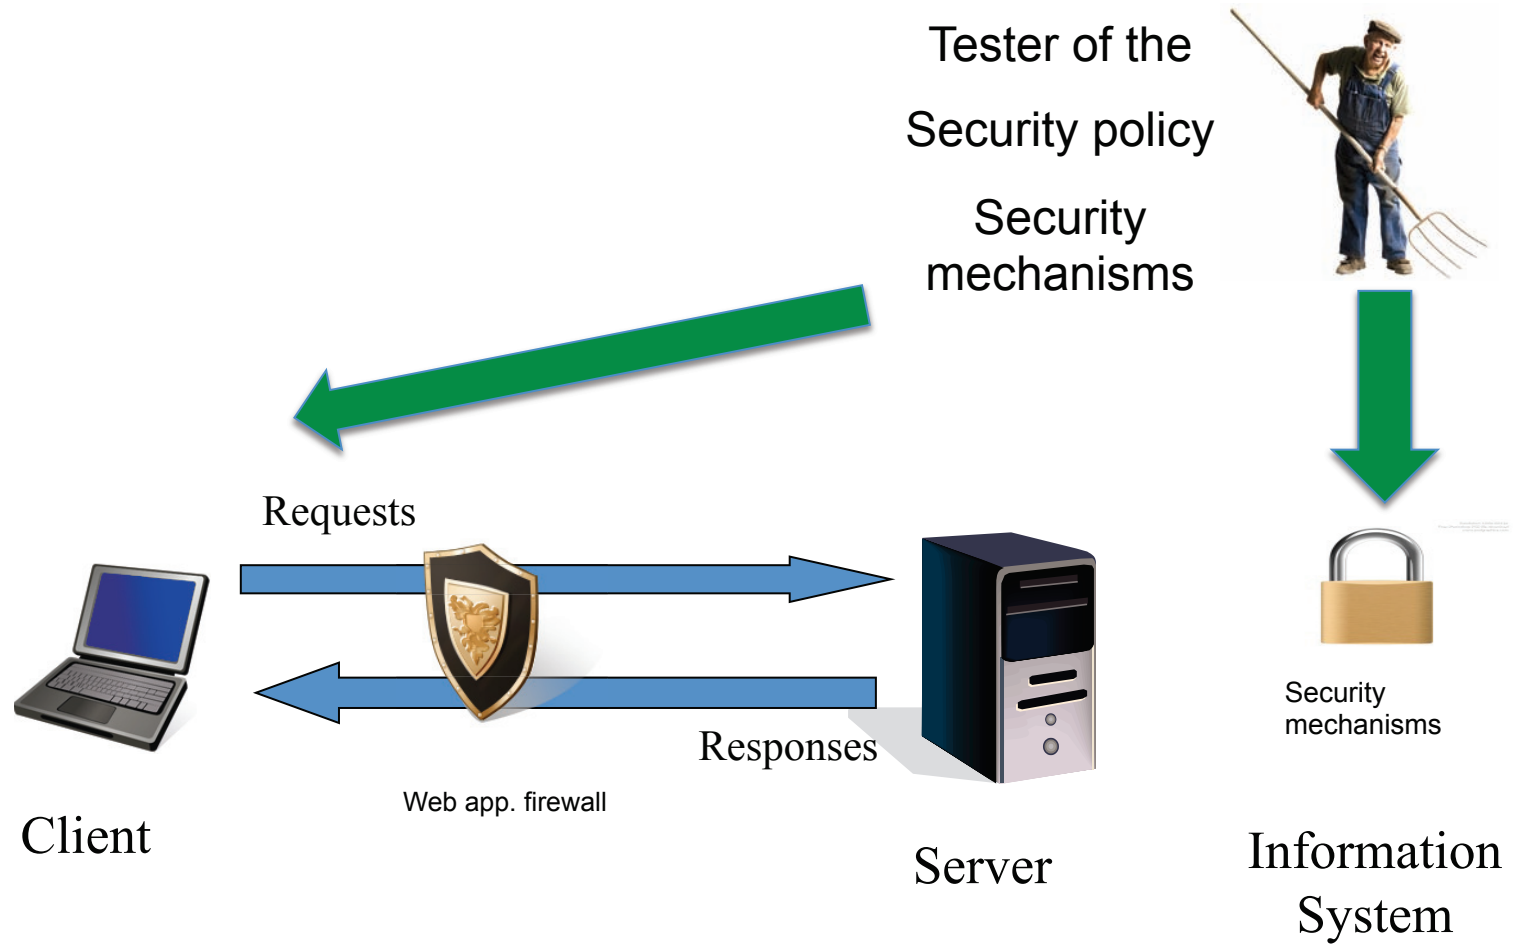 Tester of the
Security policy
Security
mechanisms
Requests
Responses
Web app. firewall
Client
Server
Security
mechanisms
Information
System